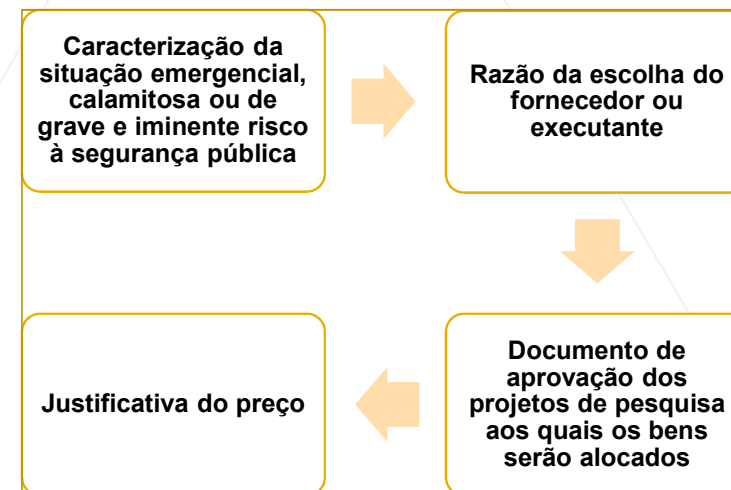 Caracterização da
situação emergencial,
calamitosa ou de
grave e iminente risco
à segurança pública
Razão da escolha do
fornecedor ou
executante
Documento de
aprovação dos
projetos de pesquisa
aos quais os bens
serão alocados
Justificativa do preço